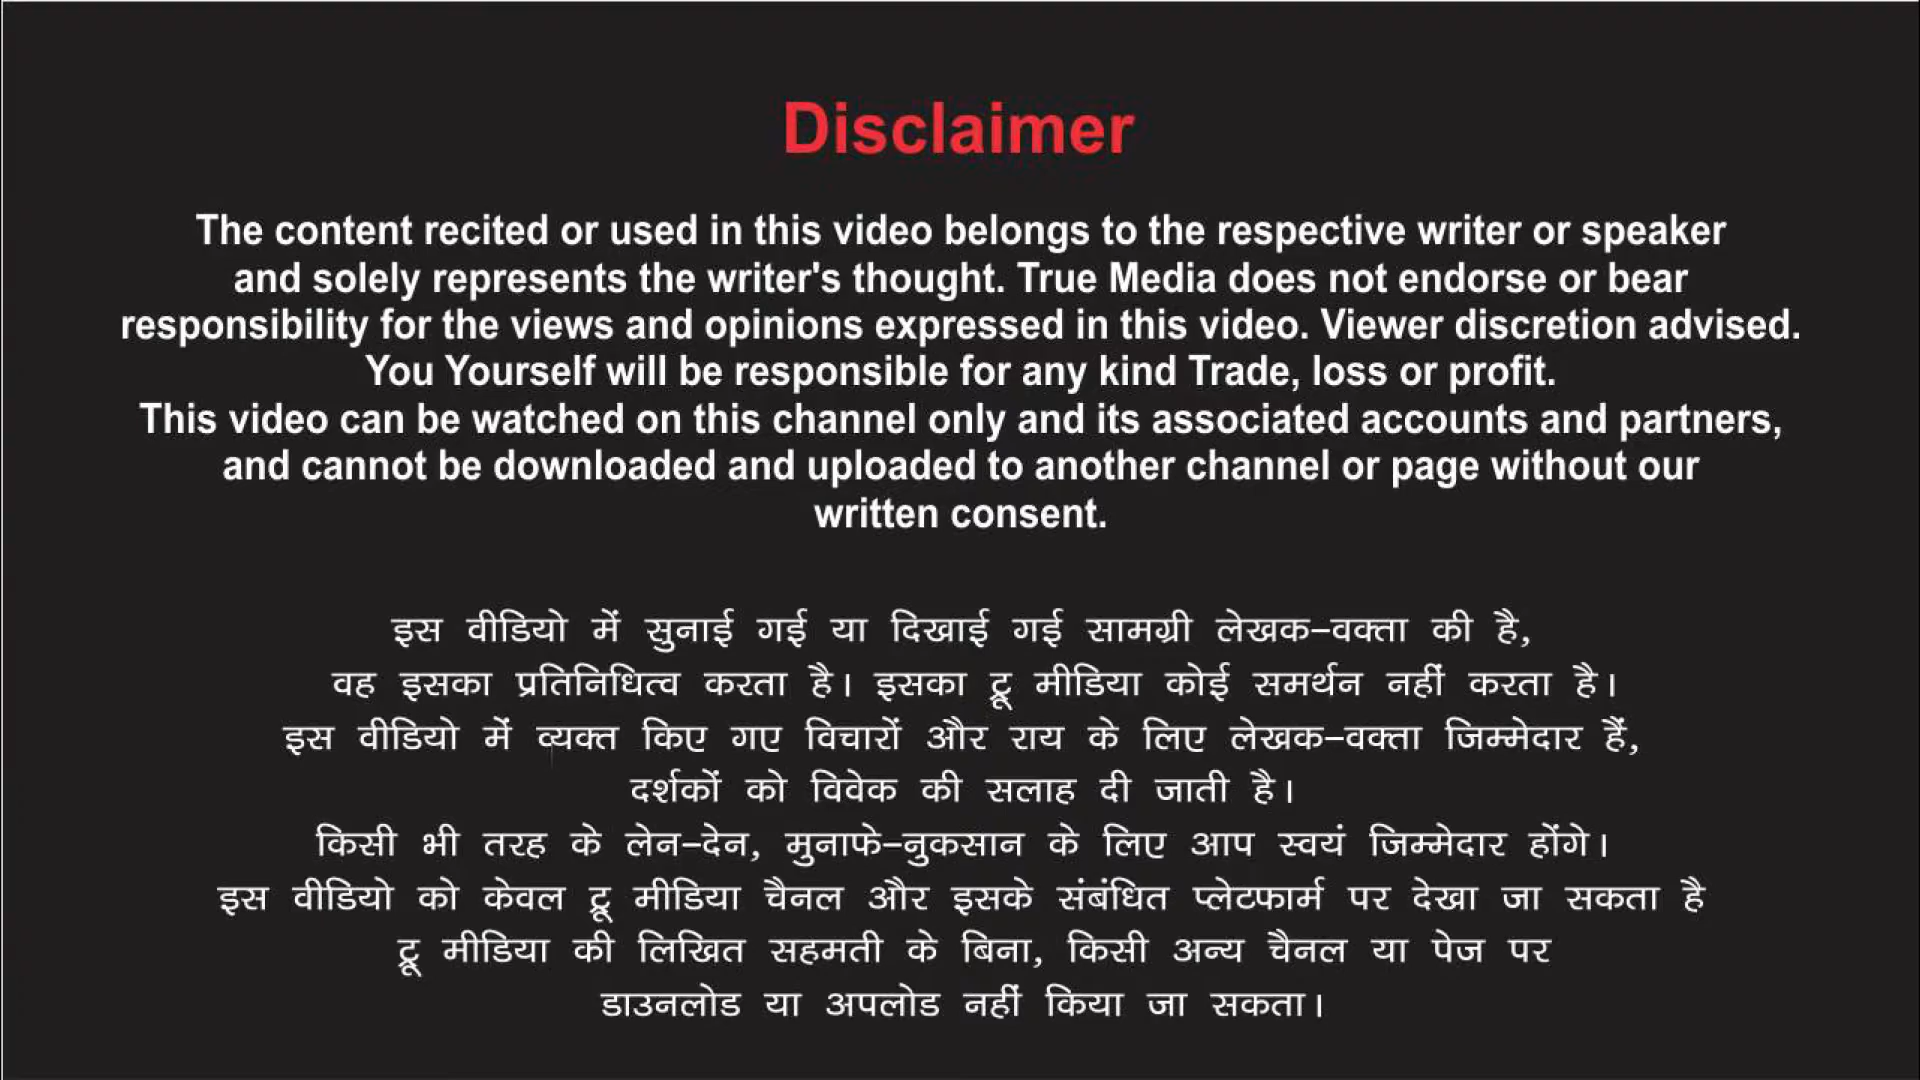 Disclaimer
The content recited or used in this video belongs to the respective writer or speaker
and solely represents the writer's thought. True Media does not endorse or bear
responsibility for the views and opinions expressed in this video. Viewer discretion advised.
You Yourself will be responsible for any kind Trade, loss or profit.
This video can be watched on this channel only and its associated accounts and partners,
and cannot be downloaded and uploaded to another channel or page without our
written consent.
इस वीडियो में सुनाई गई या दिखाई गई सामग्री लेखक–वक्ता की है,
वह इसका प्रतिनिधित्व करता है। इसका ट्रू मीडिया कोई समर्थन नहीं करता है।
इस वीडियो में व्यक्त किए गए विचारों और राय के लिए लेखक–वक्ता जिम्मेदार हैं,
दर्शकों को विवेक की सलाह दी जाती है।
किसी भी तरह के लेन–देन, मुनाफे–नुकसान के लिए आप स्वयं जिम्मेदार होंगे।
इस वीडियो को केवल ट्रू मीडिया चैनल और इसके संबंधित प्लेटफार्म पर देखा जा सकता है
ट्रू मीडिया की लिखित सहमती के बिना, किसी अन्य चैनल या पेज पर
डाउनलोड या अपलोड नहीं किया जा सकता।